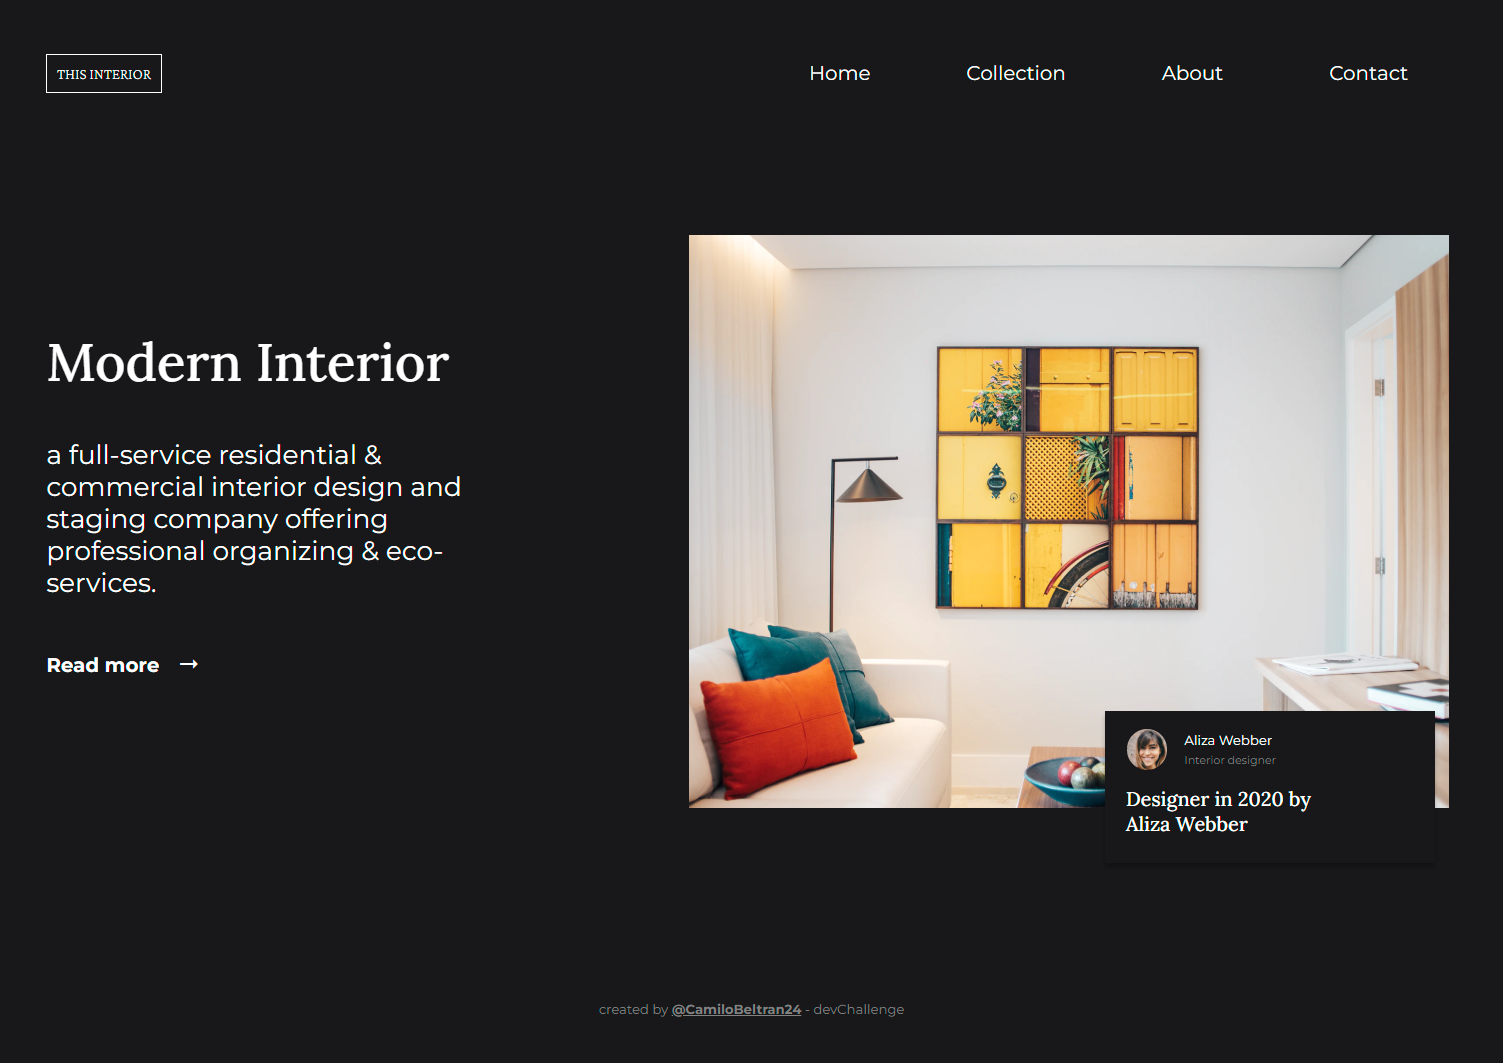 THIS INTERIOR
Home
Collection
About
Contact
Modern Interior
a full-service residential &
commercial interior design and
staging company offering
professional organizing & eco-
services.
Read more →
Aliza Webber
Interior designer
Designer in 2020 by
Aliza Webber
created by @CamiloBeltran24 - devChallenge